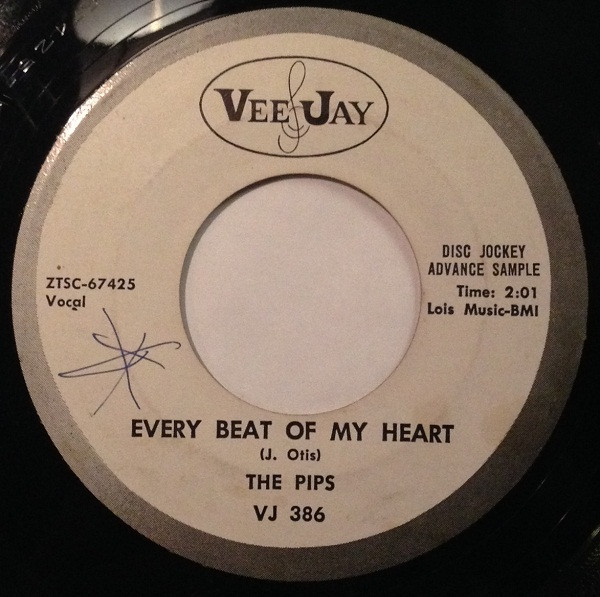 VEE JAY
DISC JOCKEY
ADVANCE SAMPLE
Time: 2:01
Lois Music-BMI
ZTSC-67425
Vocal
EVERY BEAT OF MY HEART
(J. Otis)
THE PIPS
VJ 386